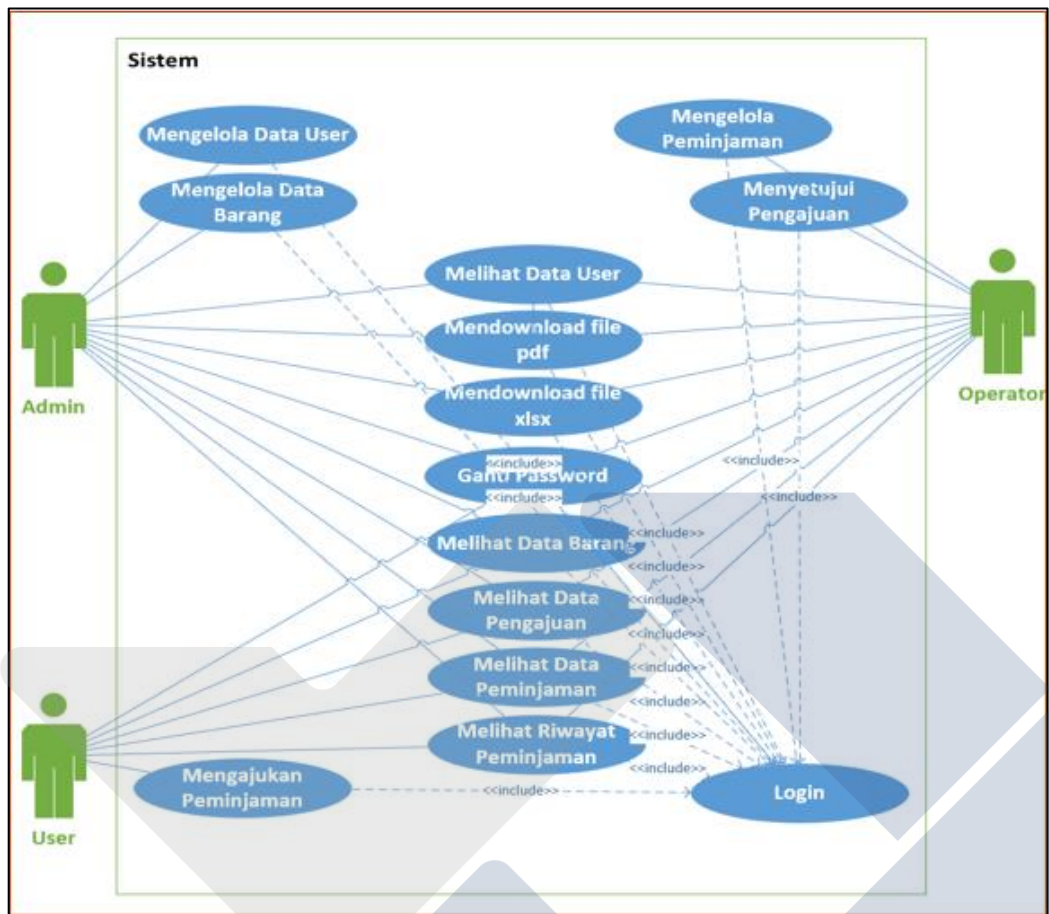 Sistem
Mengelola Data User
Mengelola Data
Barang
Mengelola
Peminjaman
Menyetujui
Pengajuan
Melihat Data User
Mendownload file
pdf
Mendownload file
xlsx
Admin
Operator
<<include>>
Ganti Password
<<include>>
<<include>>
<<include>>
Melihat Data Barang
<<include>>
<<include>>
Melihat Data
Pengajuan
<<include>>
<<include>>
Melihat Data
Peminjaman
<<include>>
<<include>>
Melihat Riwayat
Peminjaman
<<include>>
<<include>>
Mengajukan
Peminjaman
<<include>>
Login
User